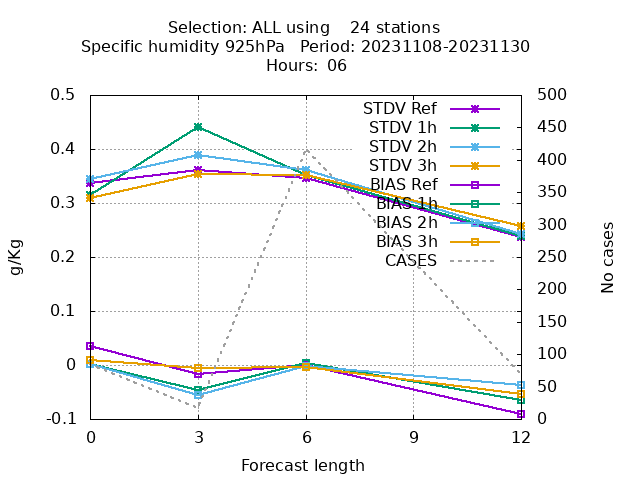 Selection: ALL using    24 stations
Specific humidity 925hPa   Period: 20231108-20231130
Hours:  06
0.5
0.4
0.3
0.2
0.1
0
-0.1
g/Kg
STDV Ref
STDV 1h
STDV 2h
STDV 3h
BIAS Ref
BIAS 1h
BIAS 2h
BIAS 3h
CASES
500
450
400
350
300
250
200
150
100
50
0
No cases
0 3 6 9 12
Forecast length